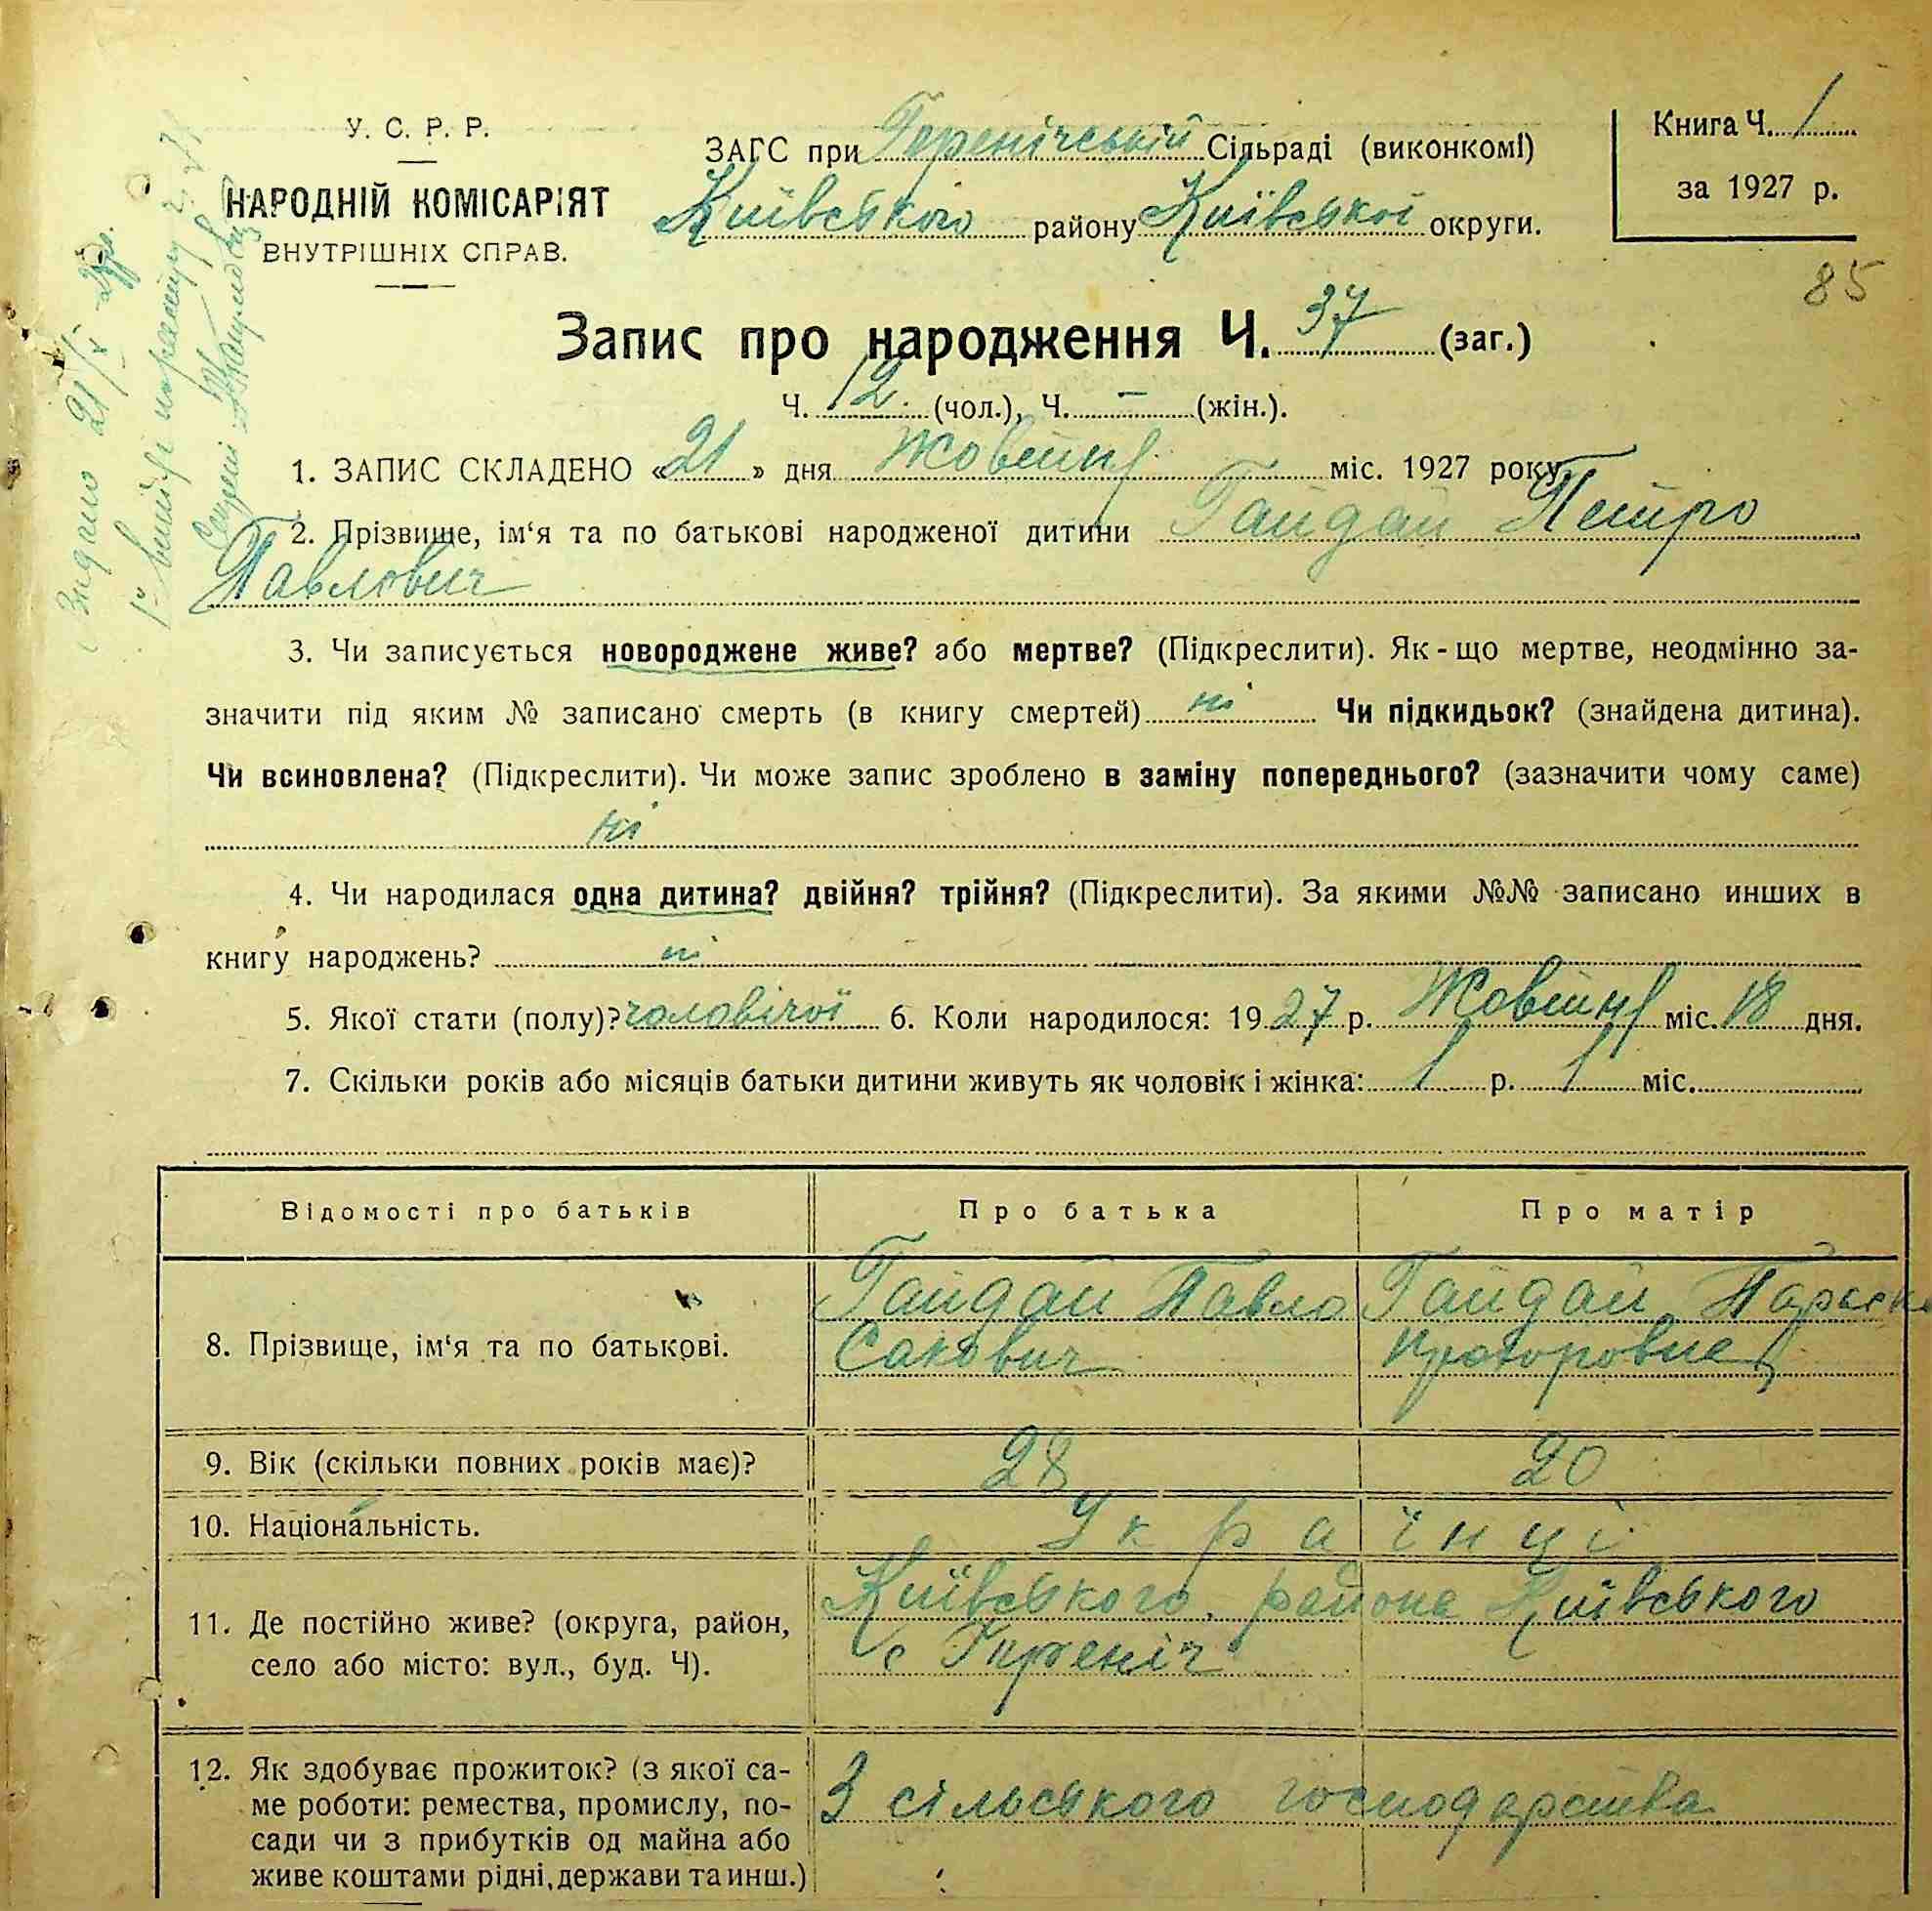 У. С. Р. Р.
НАРОДНІЙ КОМІСАРІЯТ
ВНУТРІШНІХ СПРАВ.
ЗАГС при Горенічській Сільраді (виконкомі)
Київського району Київської округи.
Книга Ч. 1
за 1927 р.
85
Запис про народження Ч. 37 (заг.)
Ч. 12 (чол.), Ч. – (жін.).
Видано 21/X 27р.
1. ЗАПИС СКЛАДЕНО «21» дня Жовтня міс. 1927 року
2. Прізвище, ім‘я та по батькові народженої дитини Гайдай Петро
Павлович
3. Чи записується новороджене живе? або мертве? (Підкреслити). Як - що мертве, неодмінно за-
значити під яким № записано смерть (в книгу смертей) ні Чи підкидьок? (знайдена дитина).
Чи всиновлена? (Підкреслити). Чи може запис зроблено в заміну попереднього? (зазначити чому саме)
ні
4. Чи народилася одна дитина? двійня? трійня? (Підкреслити). За якими №№ записано инших в
книгу народжень? ні
5. Якої стати (полу)? чоловічої 6. Коли народилося: 1927 р. Жовтня міс. 18 дня.
7. Скільки років або місяців батьки дитини живуть як чоловік і жінка: 1 р. 1 міс.
Відомості про батьків Про батька Про матір
8. Прізвище, ім‘я та по батькові. Гайдай Павло Гайдай Параска
Сакович Прохоровна
9. Вік (скільки повних років має)? 28 20
10. Національність. Українці
11. Де постійно живе? (округа, район, Київського района Київського
село або місто: вул., буд. Ч). с Гореніч
12. Як здобуває прожиток? (з якої са-
ме роботи: ремества, промислу, по- З сільського господарства
сади чи з прибутків од майна або
живе коштами рідні, держави та инш.)